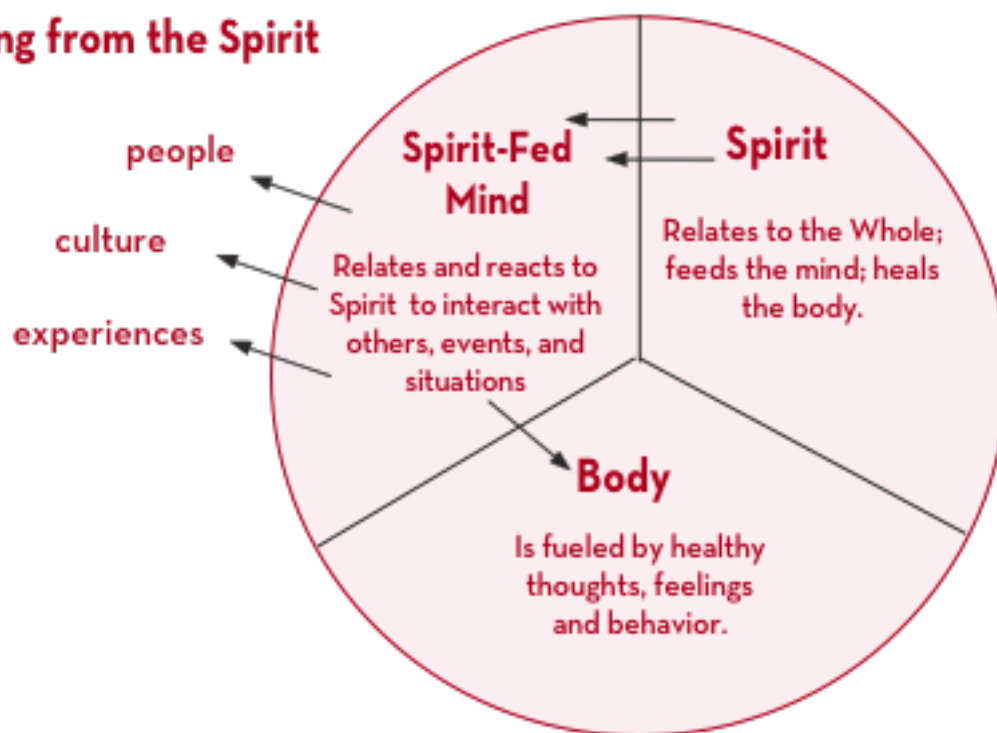 ng from the Spirit
people
culture
experiences
Spirit-Fed
Mind
Relates and reacts to
Spirit to interact with
others, events, and
situations
Spirit
Relates to the Whole;
feeds the mind; heals
the body.
Body
Is fueled by healthy
thoughts, feelings
and behavior.